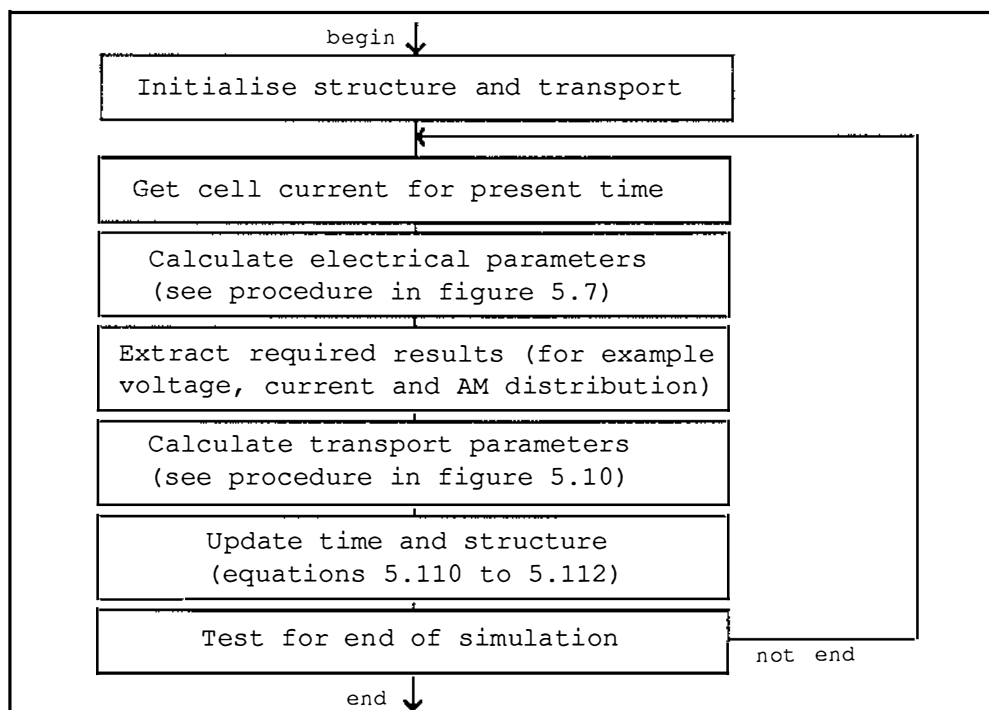 begin
Initialise structure and transport
Get cell current for present time
Calculate electrical parameters
(see procedure in figure 5.7)
Extract required results (for example
voltage, current and AM distribution)
Calculate transport parameters
(see procedure in figure 5.10)
Update time and structure
(equations 5.110 to 5.112)
Test for end of simulation
not end
end